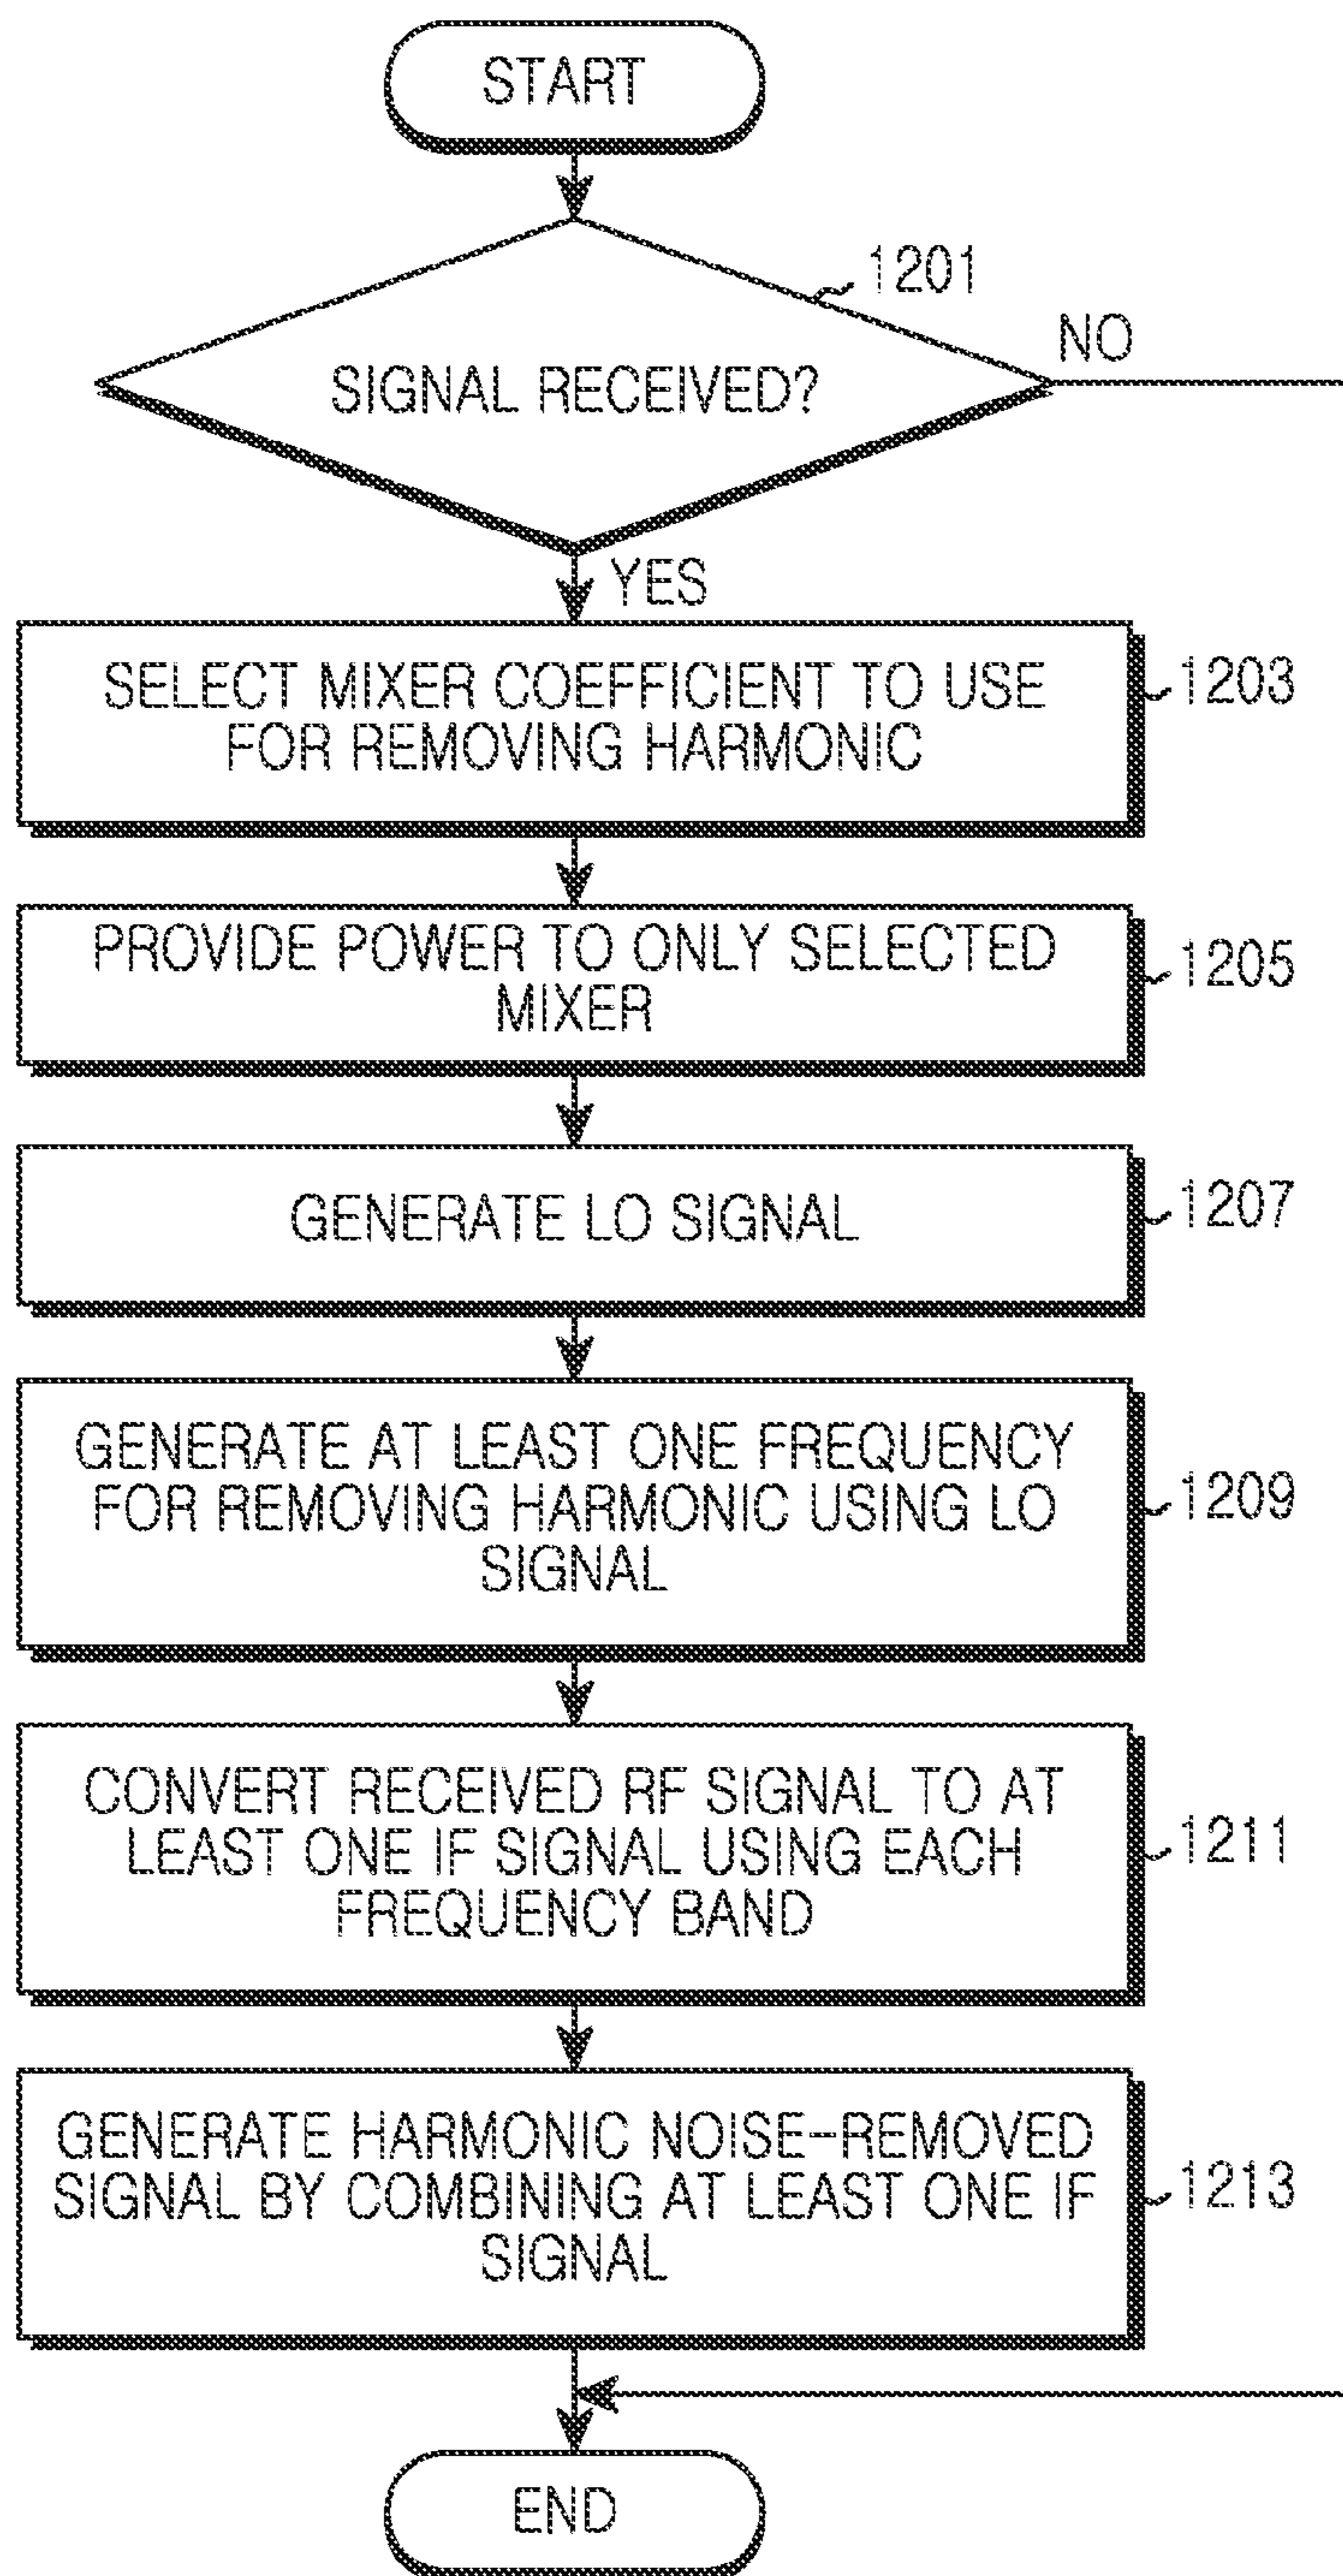 START
1201
NO
SIGNAL RECEIVED?
YES
SELECT MIXER COEFFICIENT TO USE
FOR REMOVING HARMONIC
1203
PROVIDE POWER TO ONLY SELECTED
MIXER
1205
GENERATE LO SIGNAL
1207
GENERATE AT LEAST ONE FREQUENCY
FOR REMOVING HARMONIC USING LO
SIGNAL
1209
CONVERT RECEIVED RF SIGNAL TO AT
LEAST ONE IF SIGNAL USING EACH
FREQUENCY BAND
1211
GENERATE HARMONIC NOISE-REMOVED
SIGNAL BY COMBINING AT LEAST ONE IF
SIGNAL
1213
END